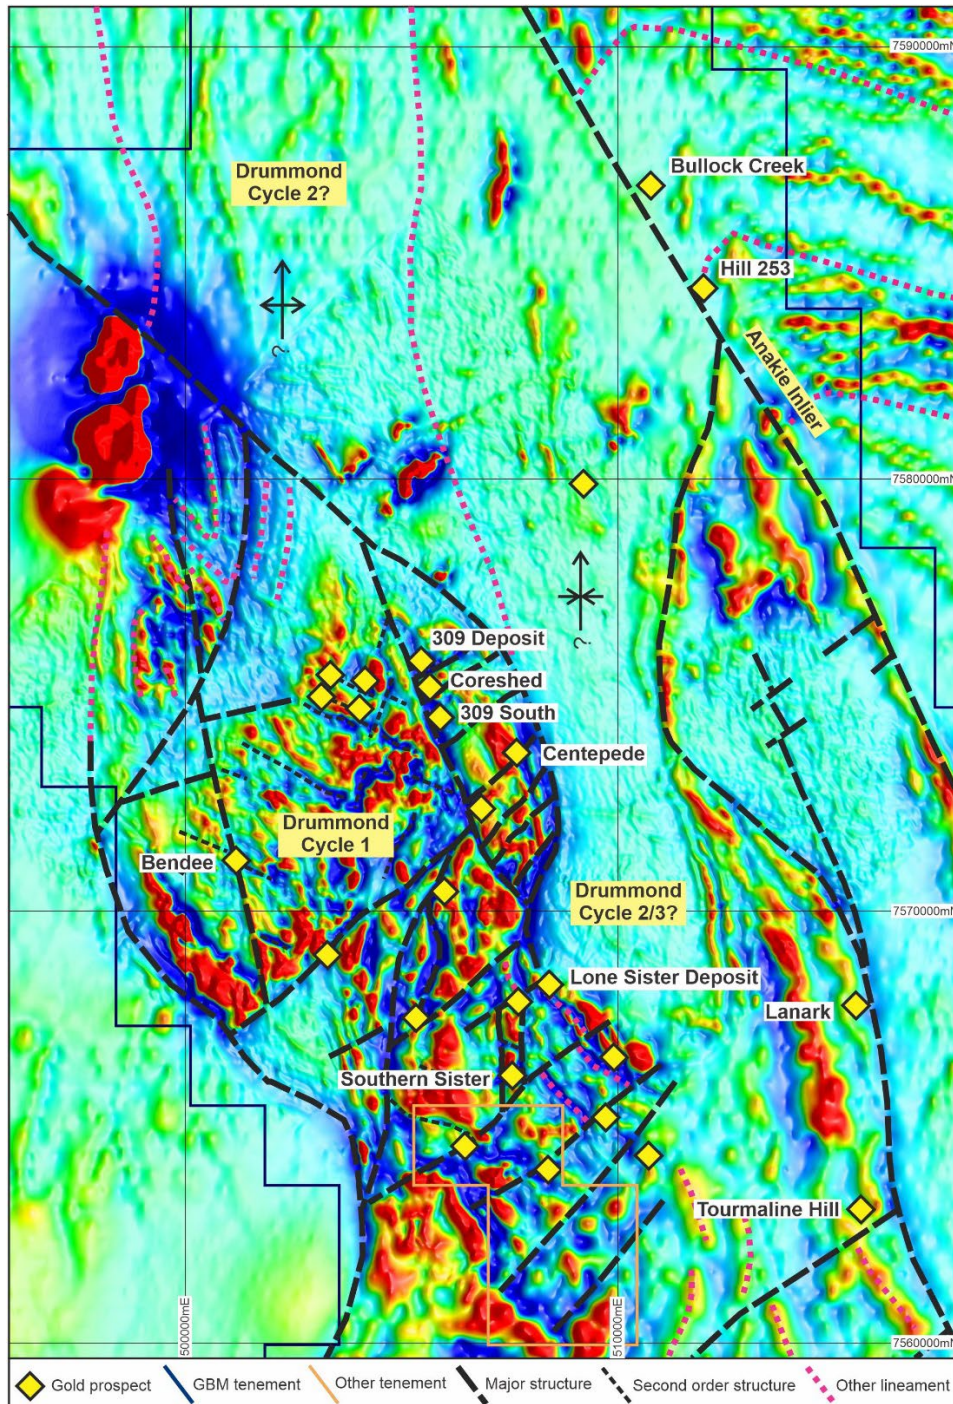 7590000mN
Bullock Creek
Drummond
Cycle 2?
Hill 253
?
Anakie Inlier
7580000mN
?
309 Deposit
Coreshed
309 South
Centepede
Drummond
Cycle 1
Bendee
Drummond
Cycle 2/3?
7570000mN
Lone Sister Deposit
Lanark
Southern Sister
Tourmaline Hill
500000mE
510000mE
7560000mN
Gold prospect
GBM tenement
Other tenement
Major structure
Second order structure
Other lineament